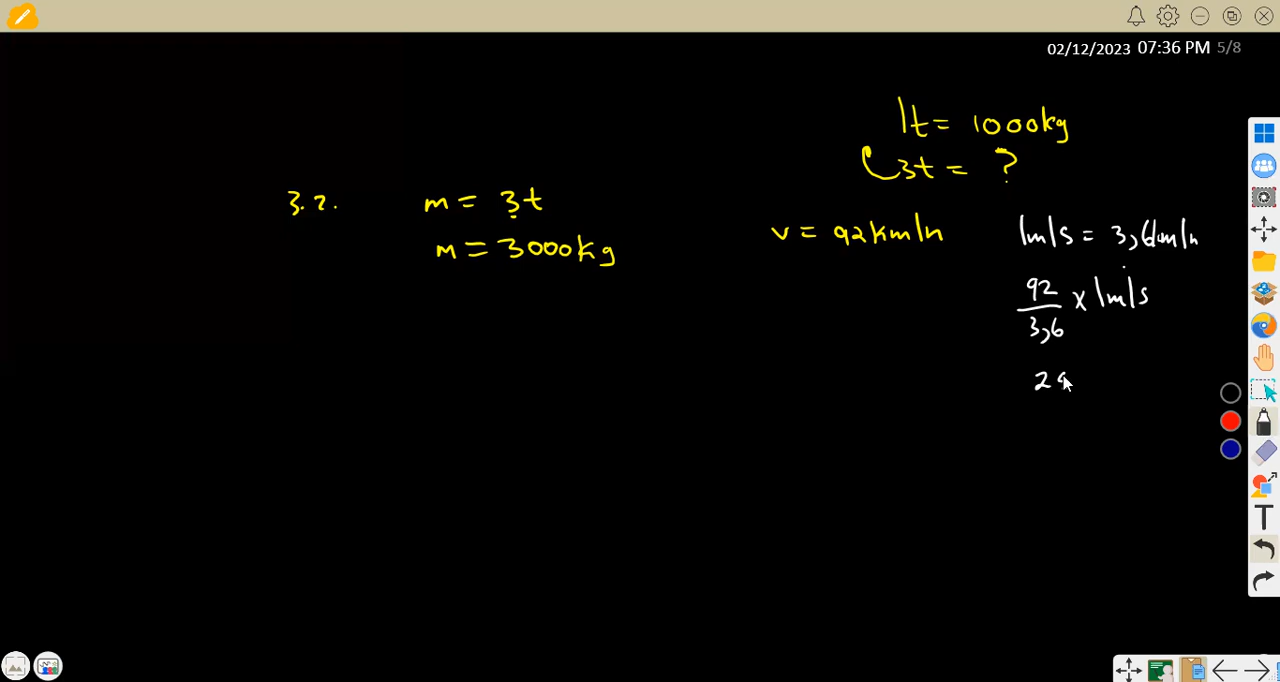 02/12/2023 07:36 PM 5/8
1t = 1000kg
3t = ?
3.2. m = 3t
m = 3000kg
v = 92km/h
1m/s = 3,6km/h
92
x 1m/s
3,6
T